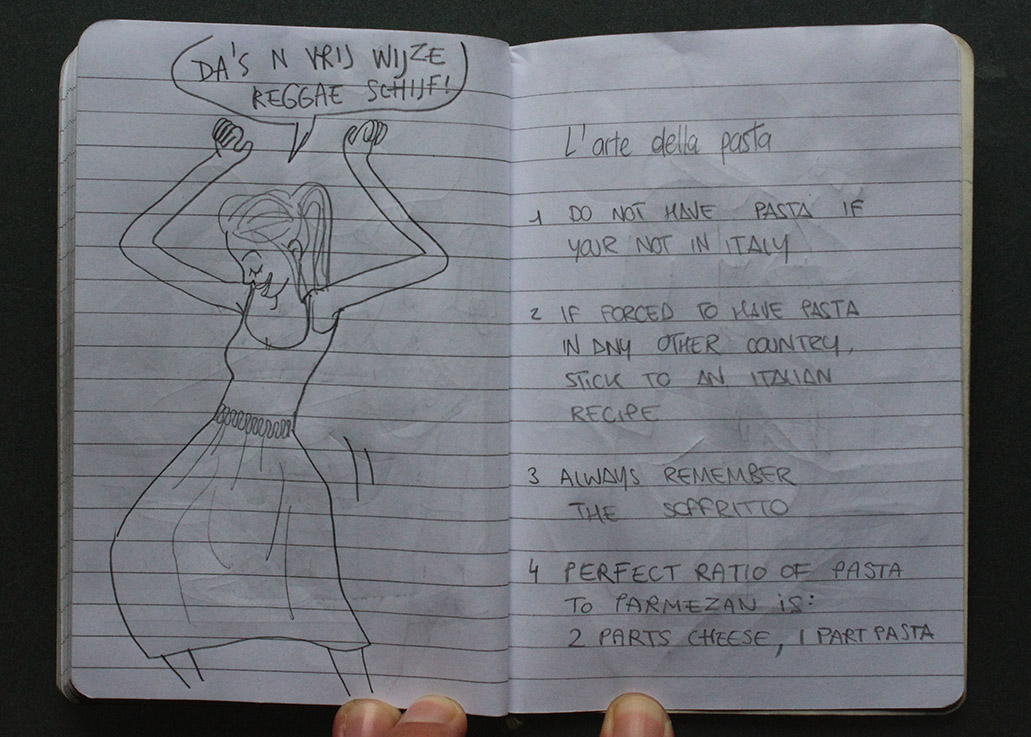 DA'S N VRIJ WIJZE
REGGAE SCHIJF!
L'arte della pasta
1 DO NOT HAVE PASTA IF
YOUR NOT IN ITALY
2 IF FORCED TO HAVE PASTA
IN ANY OTHER COUNTRY,
STICK TO AN ITALIAN
RECIPE
3 ALWAYS REMEMBER
THE SOFFRITTO
4 PERFECT RATIO OF PASTA
TO PARMEZAN IS:
2 PARTS CHEESE, 1 PART PASTA